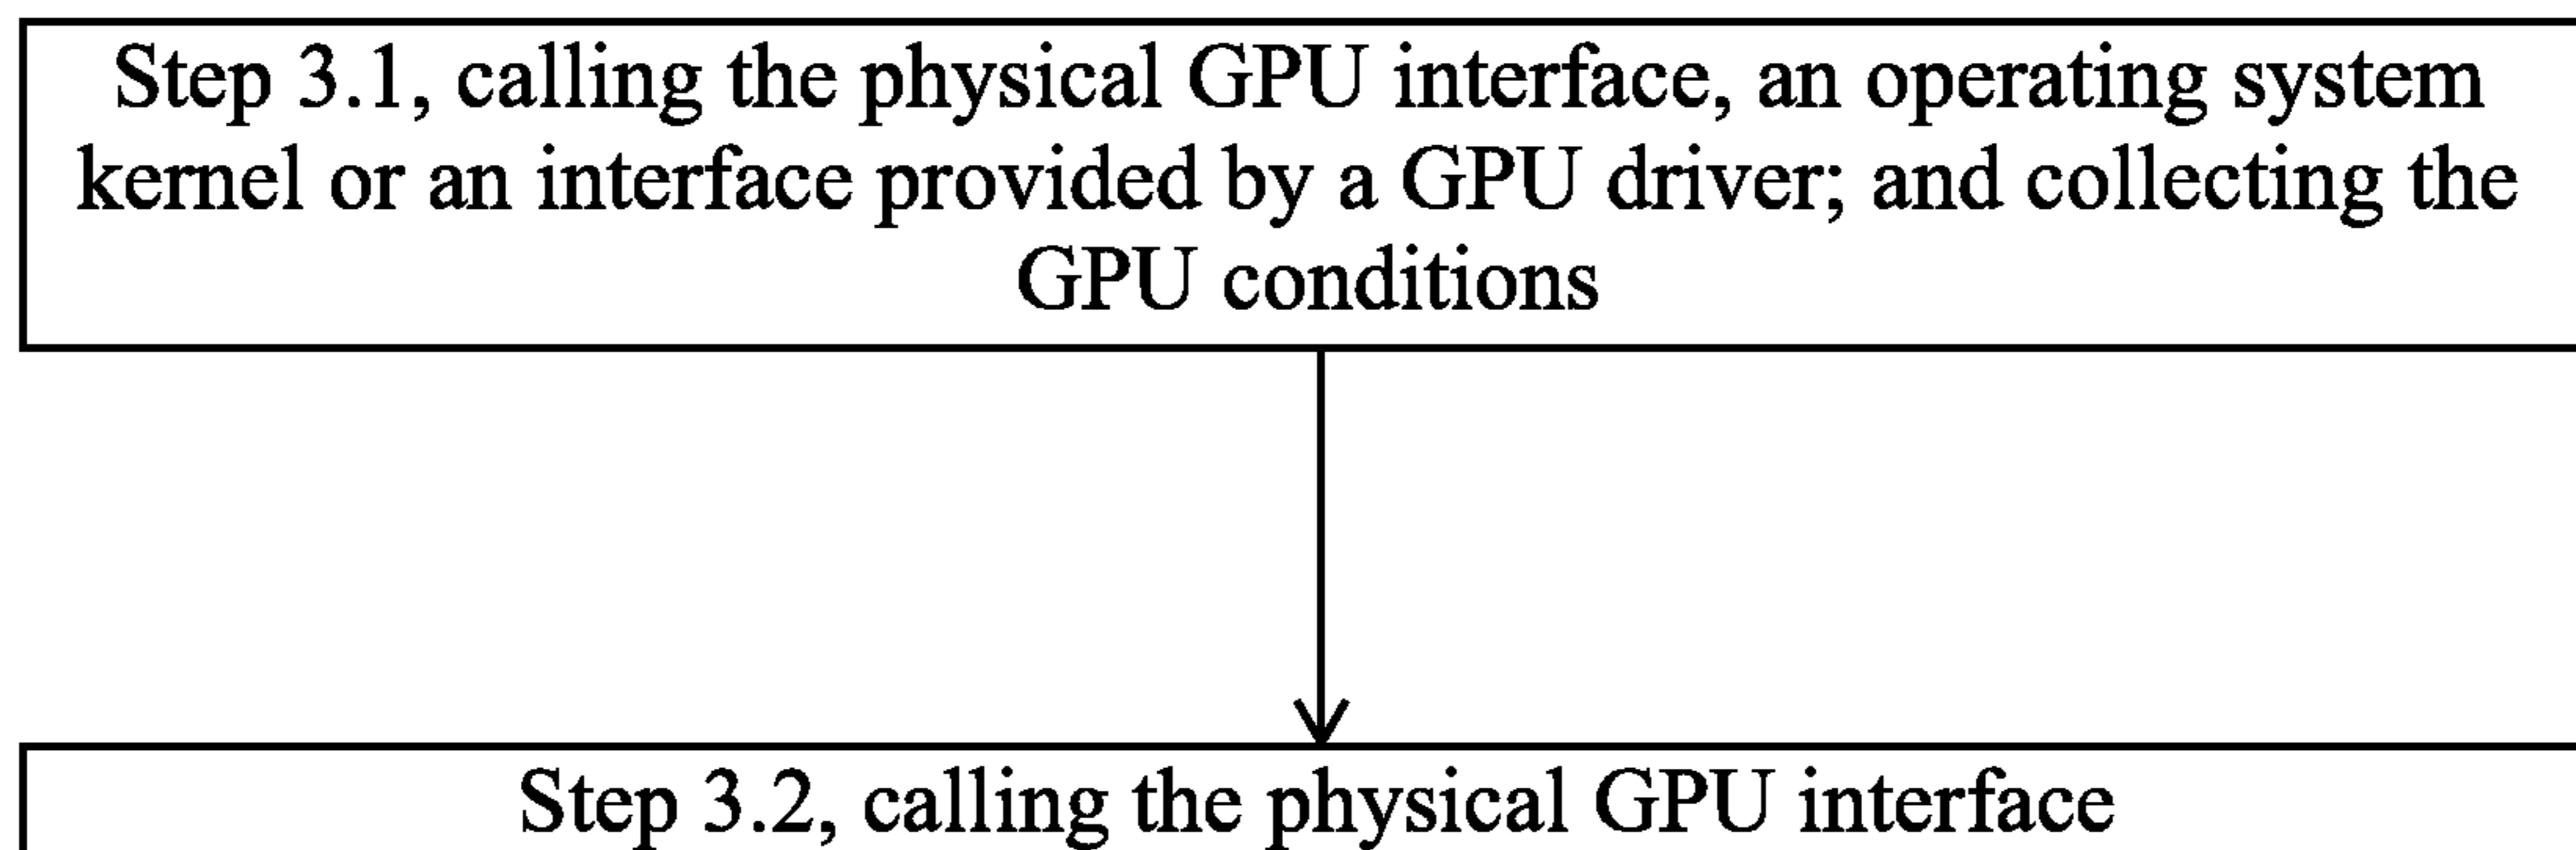 Step 3.1, calling the physical GPU interface, an operating system
kernel or an interface provided by a GPU driver; and collecting the
GPU conditions
Step 3.2, calling the physical GPU interface